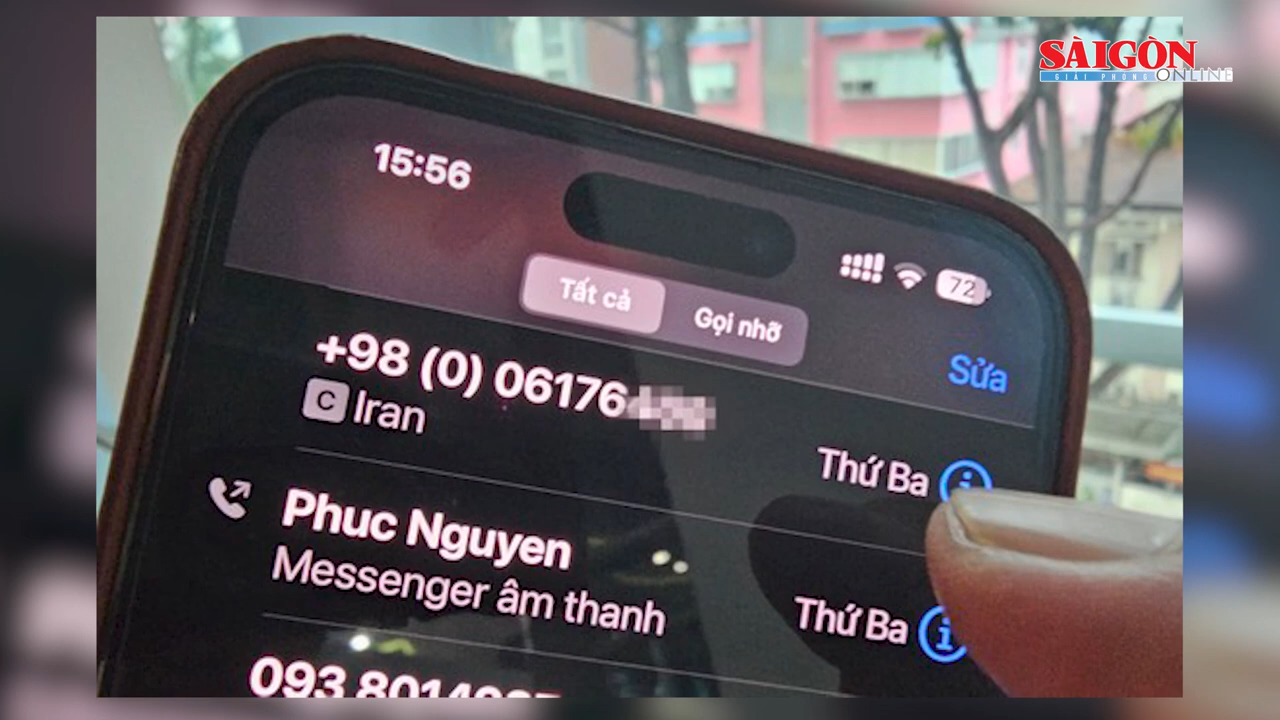 SÀIGÒN
GIẢI PHÓNG ONLINE
15:56
72
Tất cả
Gọi nhỡ
Sửa
+98 (0) 06176
C Iran
Thứ Ba
Phuc Nguyen
Messenger âm thanh
Thứ Ba
093